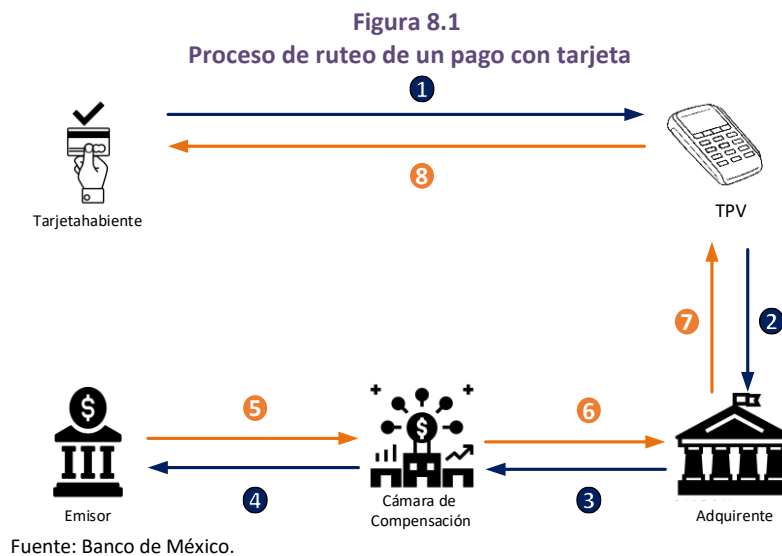 Figura 8.1
Proceso de ruteo de un pago con tarjeta
1
8
Tarjetahabiente
TPV
7
2
$
$
5
6
4
3
Emisor
Cámara de
Compensación
Adquirente
Fuente: Banco de México.